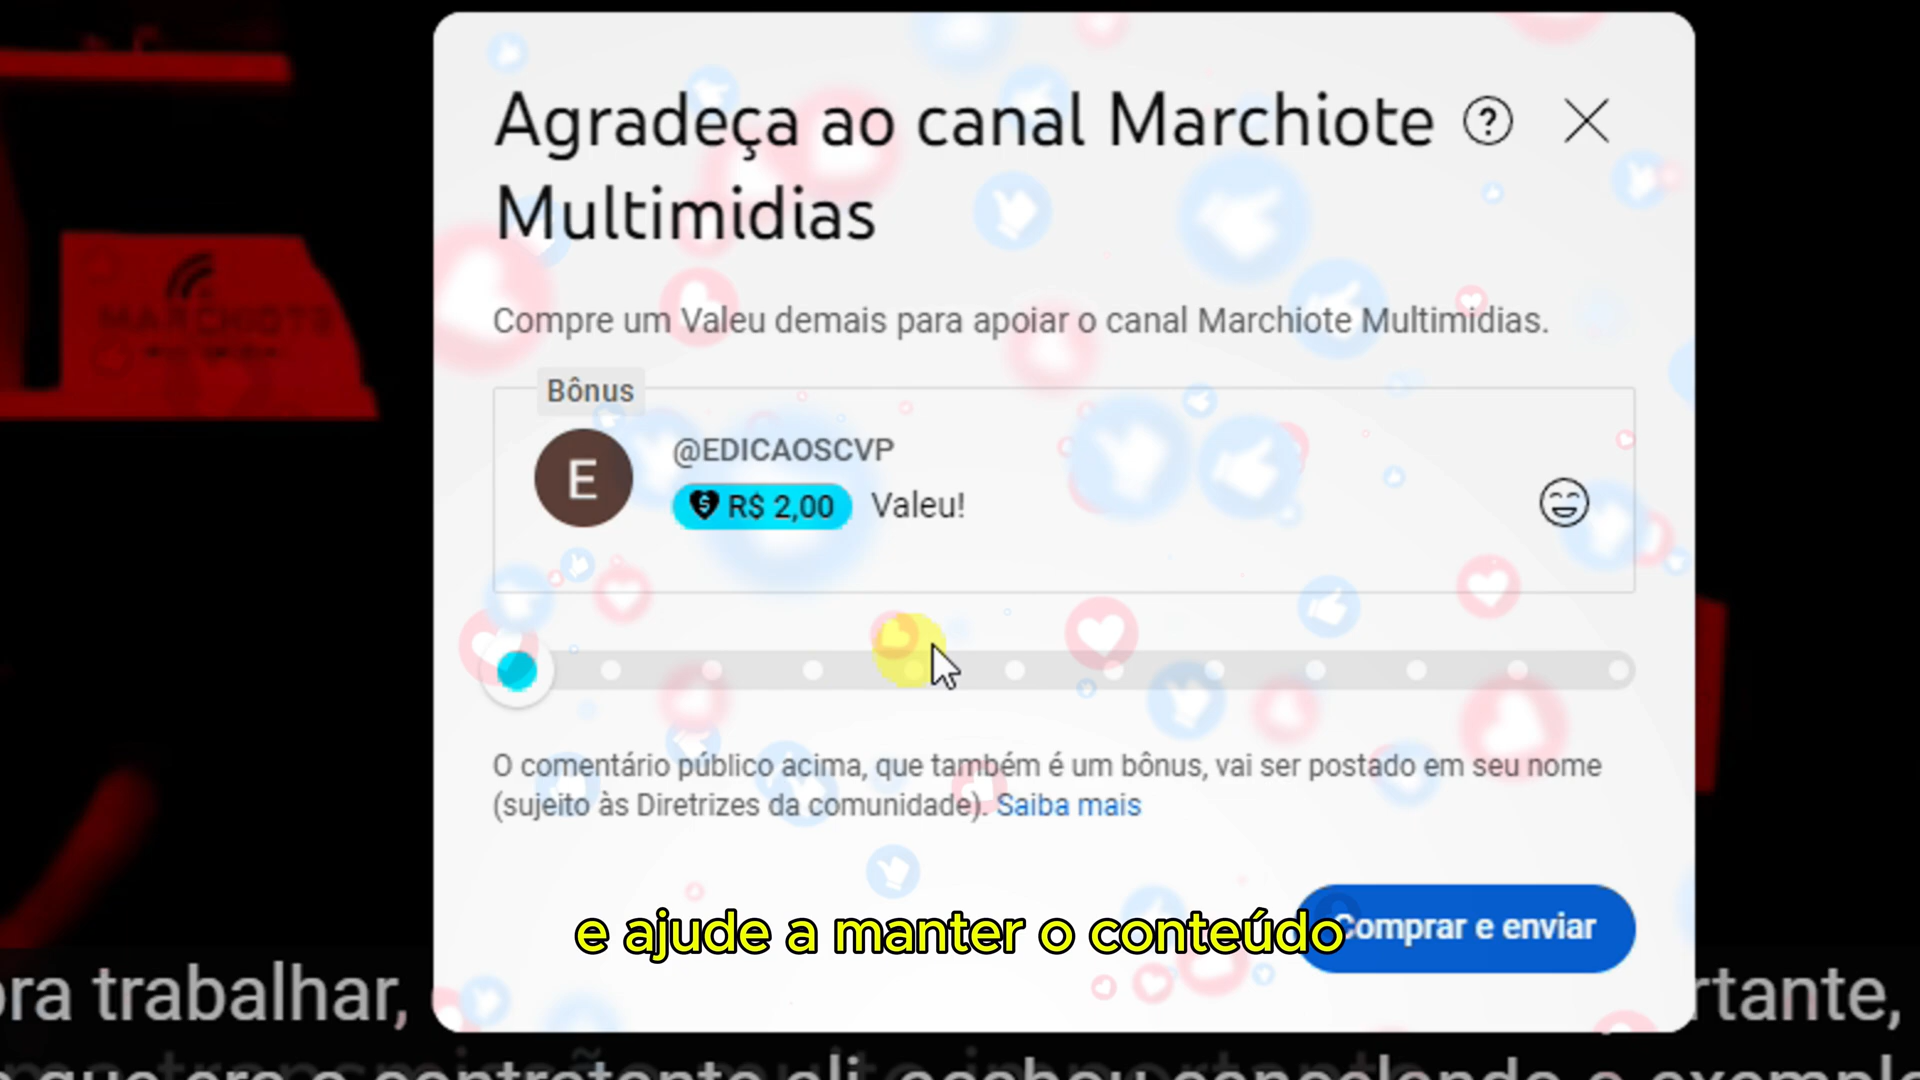 Agradeça ao canal Marchiote
Multimidias
Compre um Valeu demais para apoiar o canal Marchiote Multimidias.
Bônus
E
@EDICAOSCVP
R$ 2,00 Valeu!
O comentário público acima, que também é um bônus, vai ser postado em seu nome
(sujeito às Diretrizes da comunidade). Saiba mais
Comprar e enviar
e ajude a manter o conteúdo
MARCHIOTE
trabalhar,